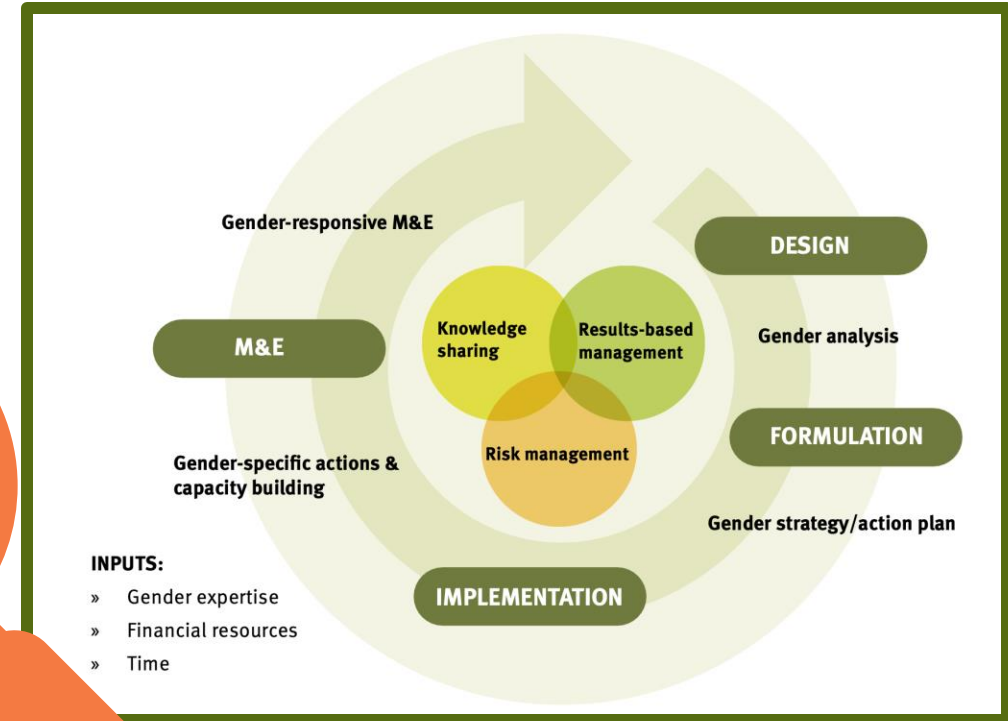 Gender-responsive M&E
DESIGN
Knowledge
sharing
Results-based
management
Gender analysis
M&E
FORMULATION
Risk management
Gender-specific actions &
capacity building
Gender strategy/action plan
IMPLEMENTATION
INPUTS:
» Gender expertise
» Financial resources
» Time